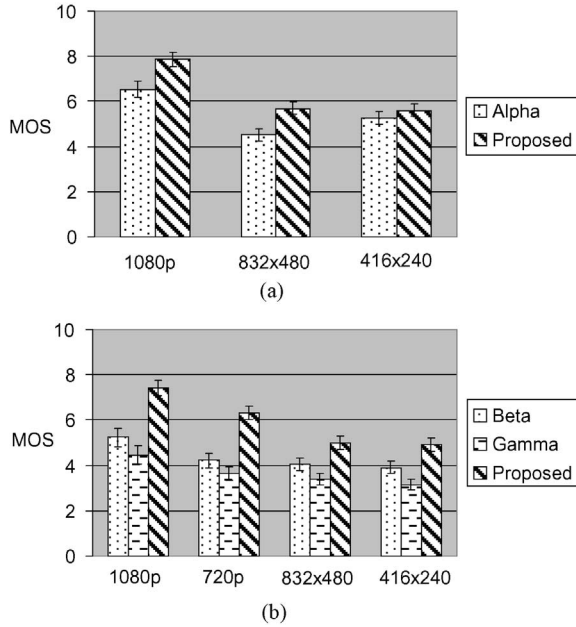 10
8
6
4
2
0
MOS
1080p
832x480
416x240
Alpha
Proposed
(a)
10
8
6
4
2
0
MOS
1080p
720p
832x480
416x240
Beta
Gamma
Proposed
(b)